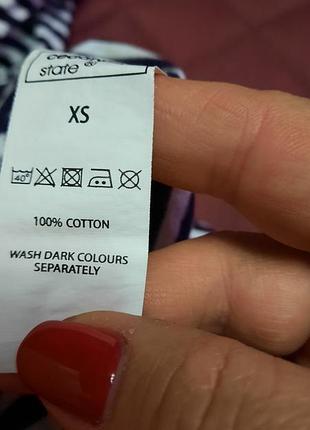 state®
XS
40°
100% COTTON
WASH DARK COLOURS
SEPARATELY